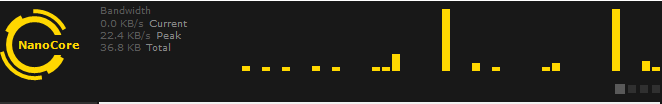 NanoCore
Bandwidth
0.0 KB/s Current
22.4 KB/s Peak
36.8 KB Total